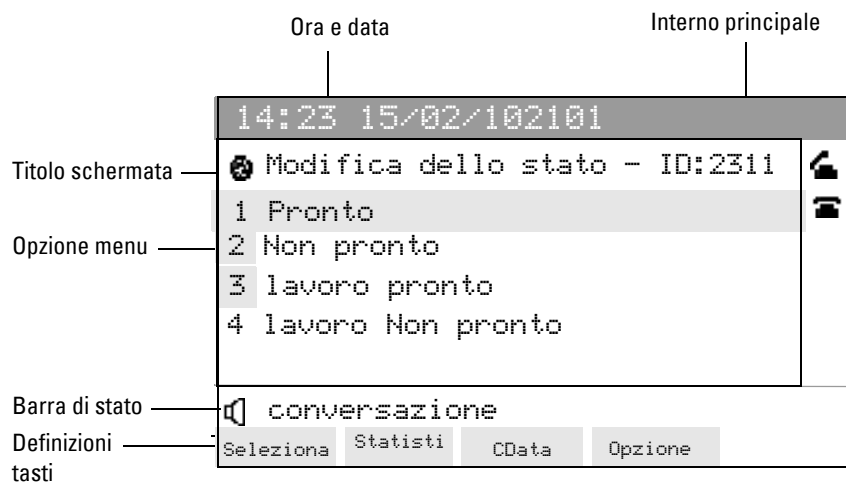 Ora e data
Interno principale
14:23 15/02/102101
Titolo schermata
Modifica dello stato - ID:2311
1 Pronto
Opzione menu
2 Non pronto
3 lavoro pronto
4 lavoro Non pronto
Barra di stato
conversazione
Definizioni
tasti
Seleziona Statisti CData Opzione